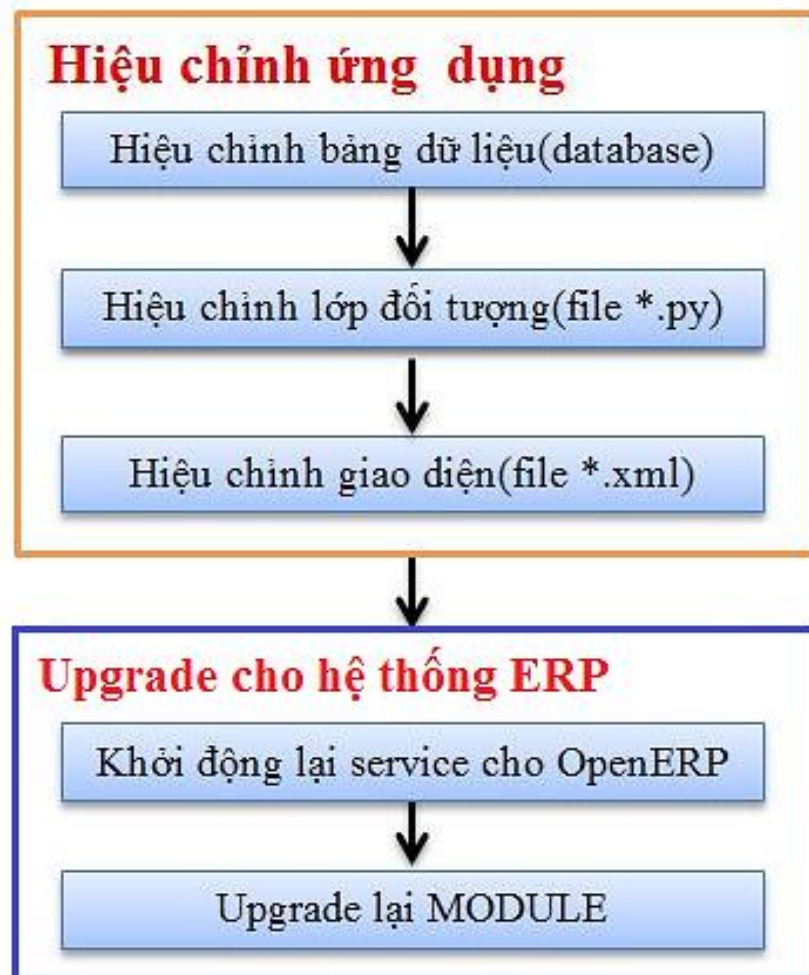 Hiệu chỉnh ứng dụng
Hiệu chỉnh bảng dữ liệu(database)
Hiệu chỉnh lớp đối tượng(file *.py)
Hiệu chỉnh giao diện(file *.xml)
Upgrade cho hệ thống ERP
Khởi động lại service cho OpenERP
Upgrade lại MODULE